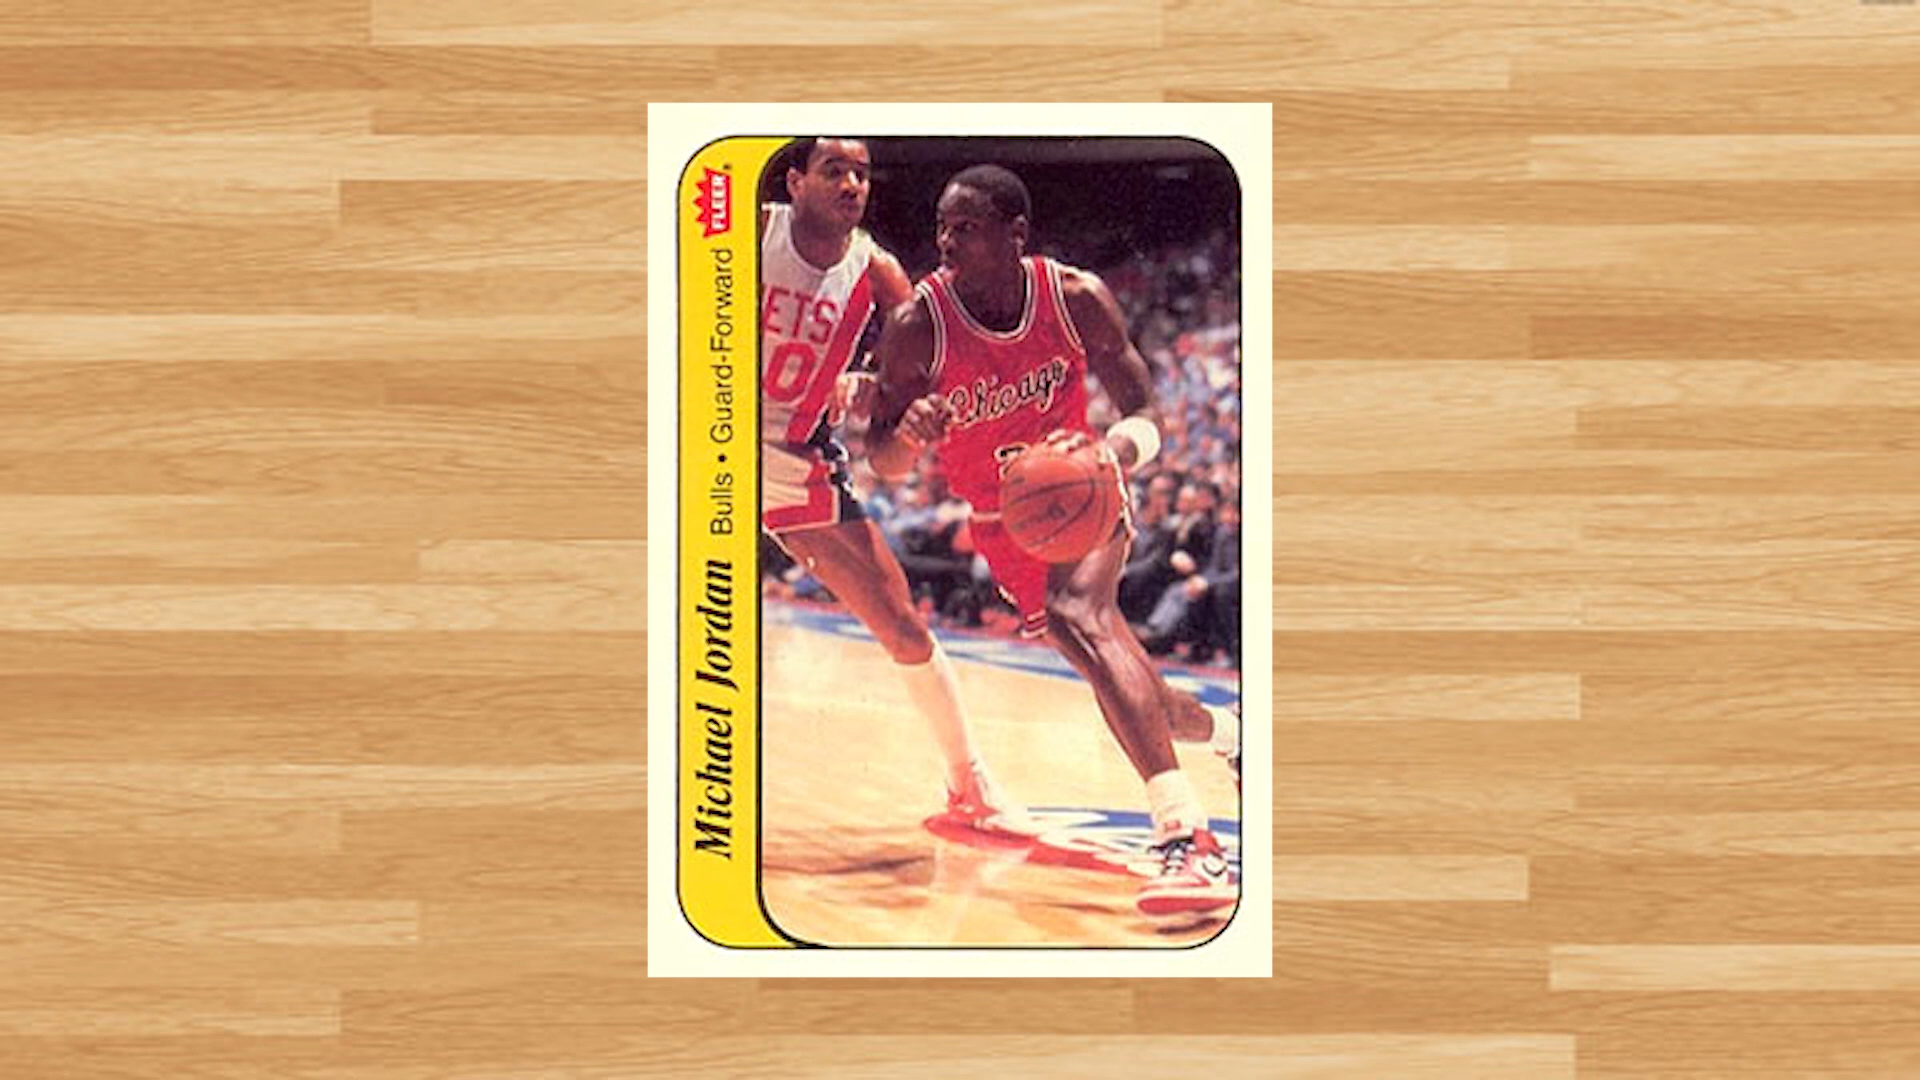 FLEER®
Michael Jordan Bulls • Guard-Forward
ETS
0
Chicago